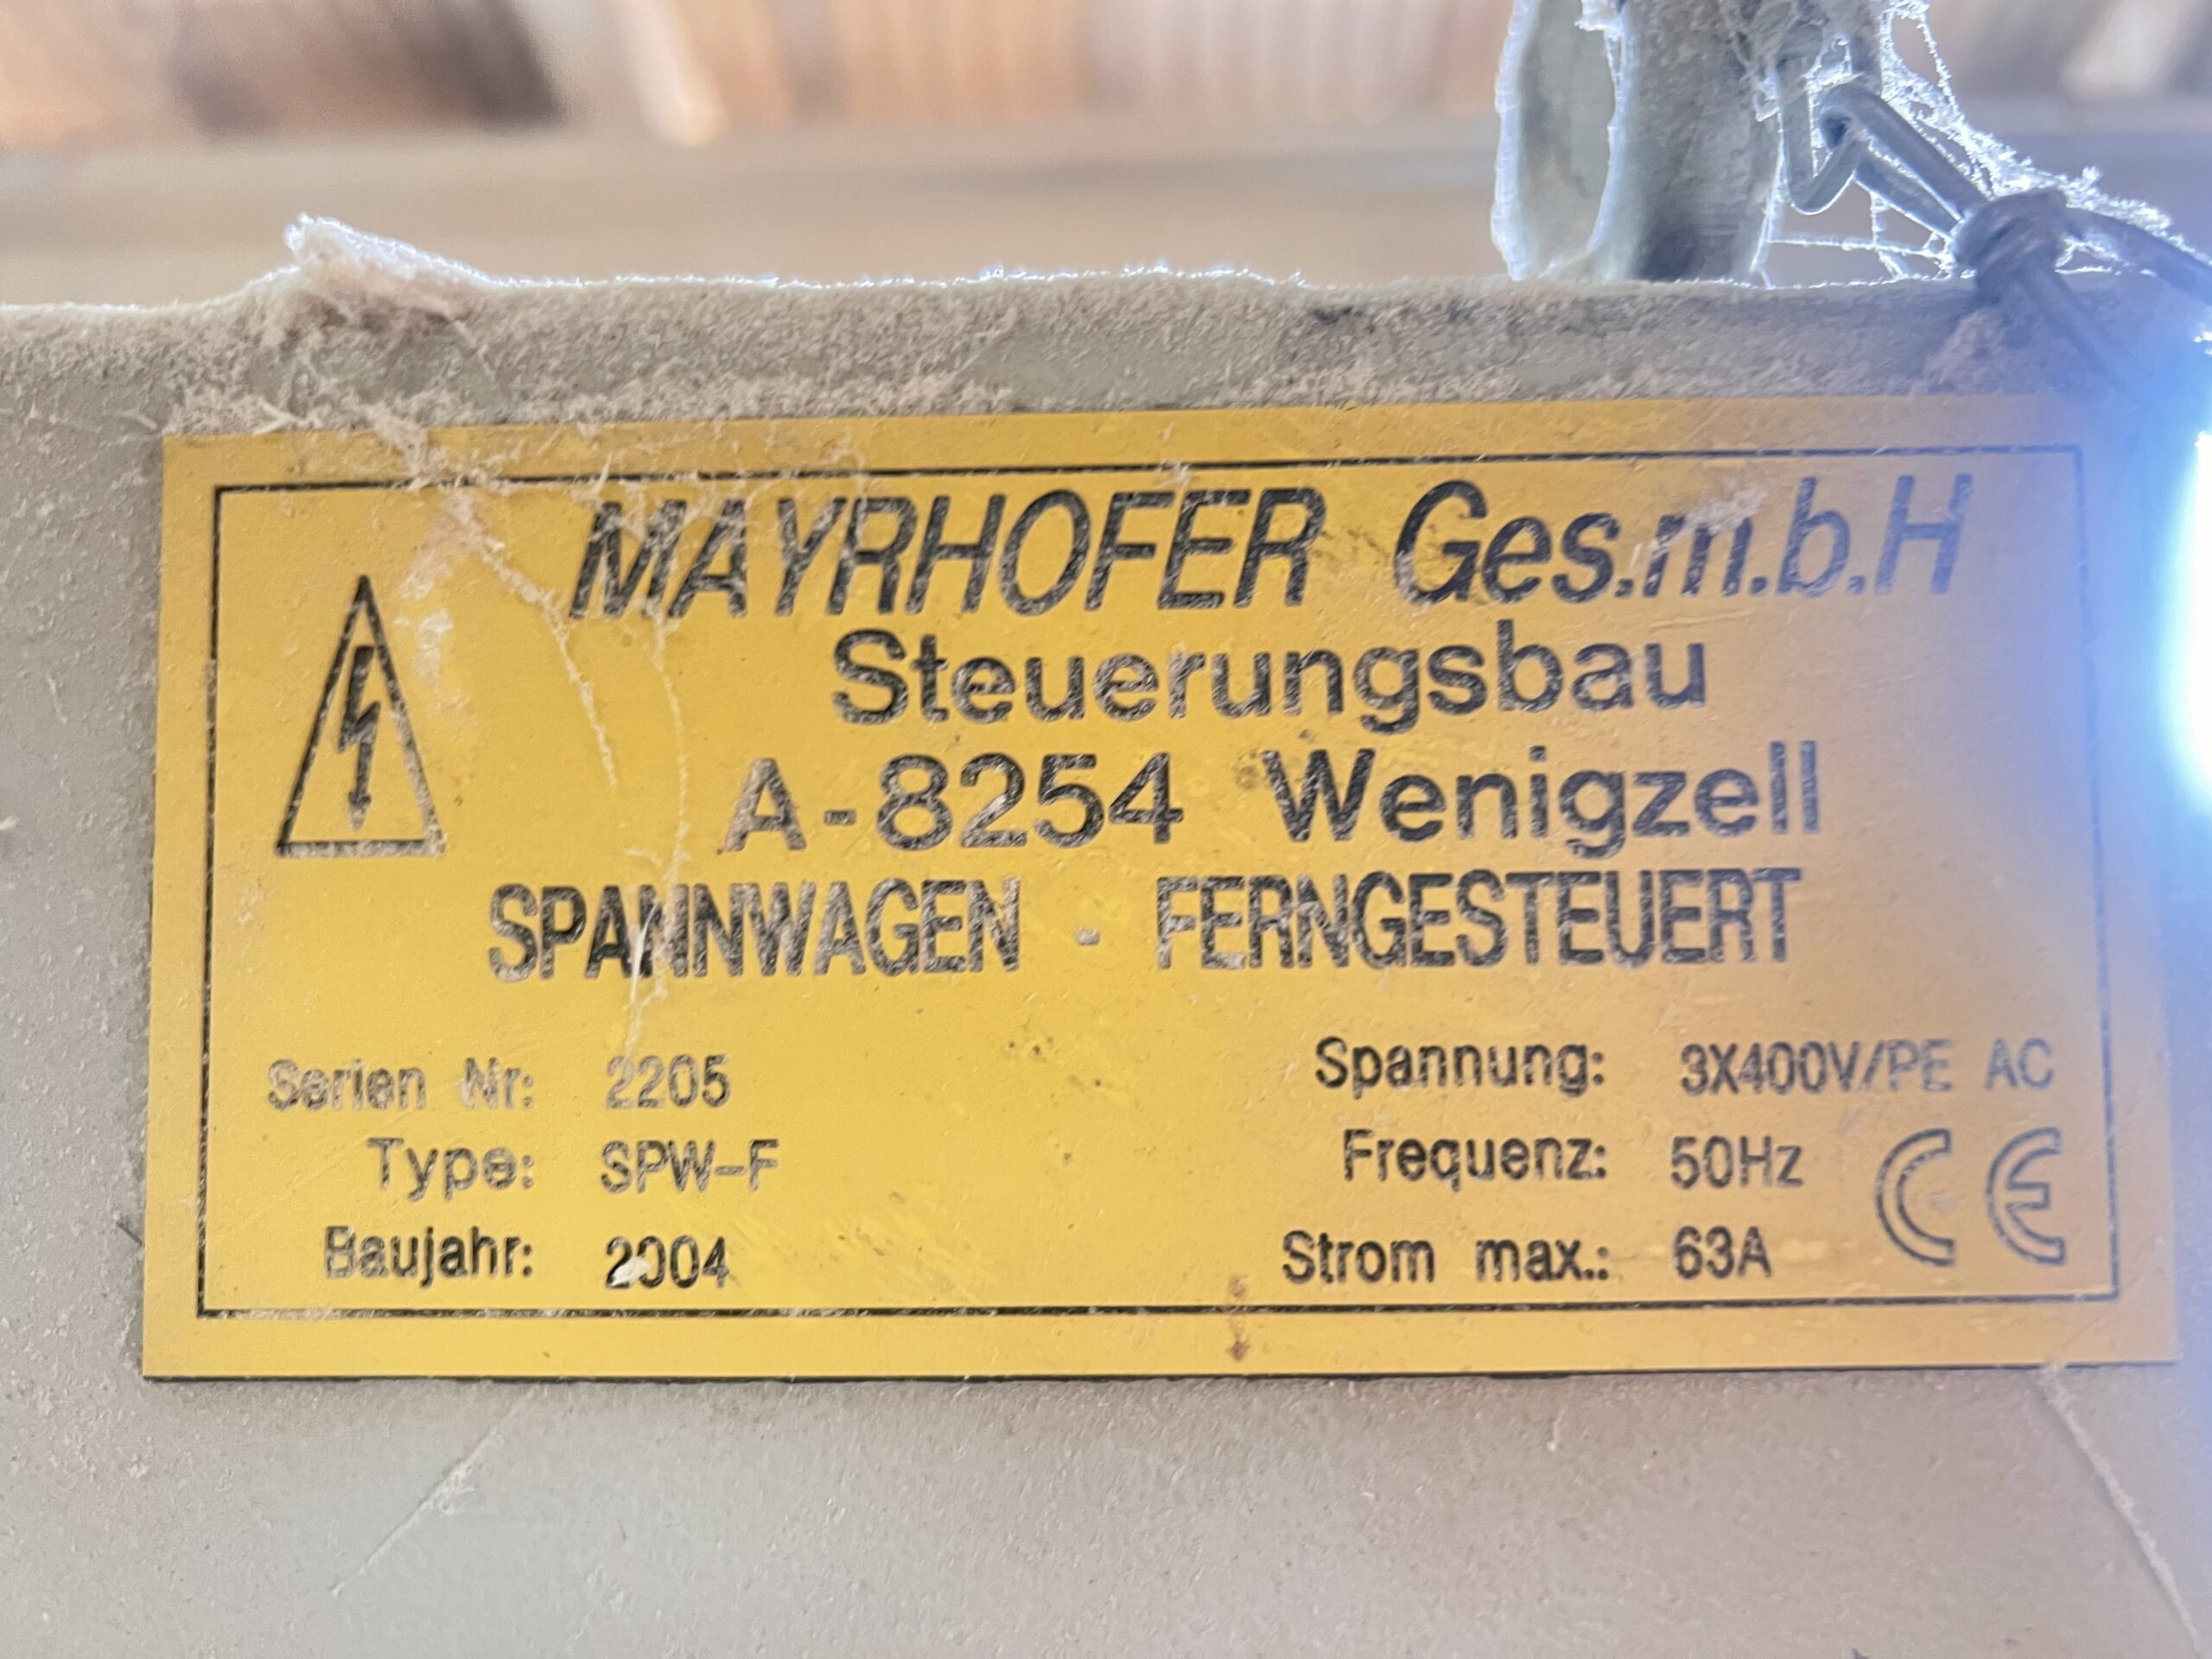 MAYRHOFER Ges.m.b.H
Steuerungsbau
A-8254 Wenigzell
SPANNWAGEN - FERNGESTEUERT
Serien Nr: 2205
Type: SPW-F
Baujahr: 2004
Spannung: 3X400V/PE AC
Frequenz: 50Hz
Strom max.: 63A
CE